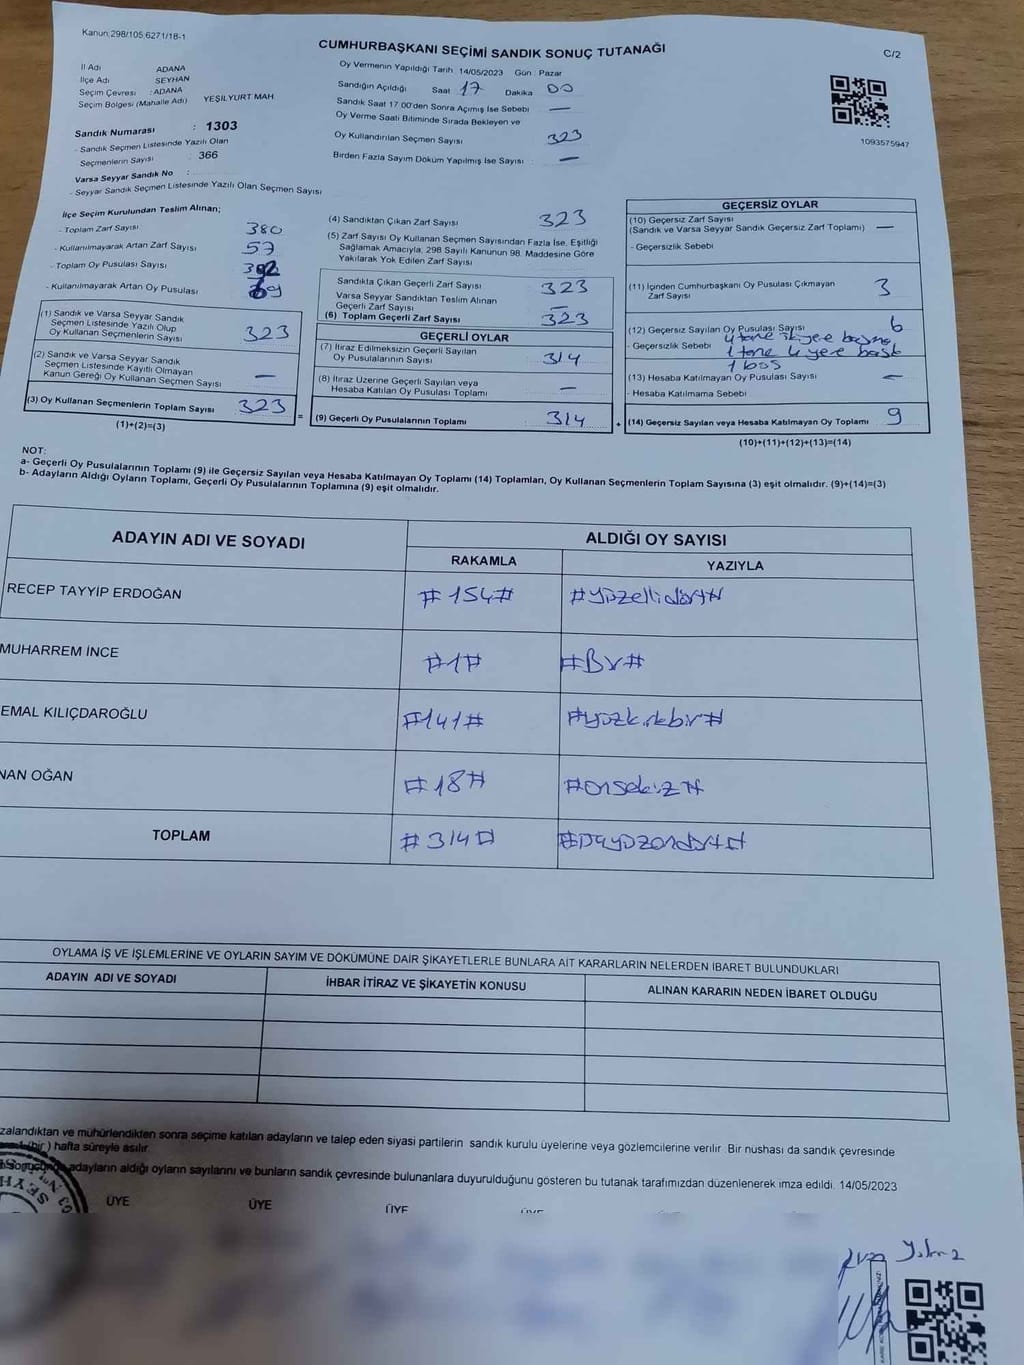 Kanun:298/105 6271/18-1
CUMHURBAŞKANI SEÇİMİ SANDIK SONUÇ TUTANAĞI
C/2
İl Adı ADANA
İlçe Adı SEYHAN
Seçim Çevresi : ADANA
Seçim Bölgesi (Mahalle Adı) YEŞİLYURT MAH.
Sandık Numarası : 1303
- Sandık Seçmen Listesinde Yazılı Olan
Seçmenlerin Sayısı : 366
Varsa Seyyar Sandık No :
- Seyyar Sandık Seçmen Listesinde Yazılı Olan Seçmen Sayısı
Oy Vermenin Yapıldığı Tarih 14/05/2023 Gün : Pazar
Sandığın Açıldığı Saat 17 Dakika 00
Sandık Saat 17.00'den Sonra Açılmış İse Sebebi —
Oy Verme Saati Bitiminde Sırada Bekleyen ve
Oy Kullandırılan Seçmen Sayısı 323
Birden Fazla Sayım Döküm Yapılmış İse Sayısı : —
1093575947
İlçe Seçim Kurulundan Teslim Alınan;
- Toplam Zarf Sayısı 380
- Kullanılmayarak Artan Zarf Sayısı 57
- Toplam Oy Pusulası Sayısı
- Kullanılmayarak Artan Oy Pusulası
(1) Sandık ve Varsa Seyyar Sandık
Seçmen Listesinde Yazılı Olup
Oy Kullanan Seçmenlerin Sayısı 323
(2) Sandık ve Varsa Seyyar Sandık
Seçmen Listesinde Kayıtlı Olmayan
Kanun Gereği Oy Kullanan Seçmen Sayısı —
(3) Oy Kullanan Seçmenlerin Toplam Sayısı 323 =
(1)+(2)=(3)
(4) Sandıktan Çıkan Zarf Sayısı 323
(5) Zarf Sayısı Oy Kullanan Seçmen Sayısından Fazla İse, Eşitliği
Sağlamak Amacıyla, 298 Sayılı Kanunun 98. Maddesine Göre
Yakılarak Yok Edilen Zarf Sayısı
Sandıkta Çıkan Geçerli Zarf Sayısı 323
Varsa Seyyar Sandıktan Teslim Alınan
Geçerli Zarf Sayısı —
(6) Toplam Geçerli Zarf Sayısı 323
GEÇERLİ OYLAR
(7) İtiraz Edilmeksizin Geçerli Sayılan
Oy Pusulalarının Sayısı 314
(8) İtiraz Üzerine Geçerli Sayılan veya
Hesaba Katılan Oy Pusulası Toplamı —
(9) Geçerli Oy Pusulalarının Toplamı 314 +
GEÇERSİZ OYLAR
(10) Geçersiz Zarf Sayısı
(Sandık ve Varsa Seyyar Sandık Geçersiz Zarf Toplamı) —
- Geçersizlik Sebebi
(11) İçinden Cumhurbaşkanı Oy Pusulası Çıkmayan
Zarf Sayısı 3
(12) Geçersiz Sayılan Oy Pusulası Sayısı 6
- Geçersizlik Sebebi 4 tane iki yere basmış
1 tane 4 yere
1 boş
(13) Hesaba Katılmayan Oy Pusulası Sayısı —
- Hesaba Katılmama Sebebi
(14) Geçersiz Sayılan veya Hesaba Katılmayan Oy Toplamı 9
(10)+(11)+(12)+(13)=(14)
NOT:
a- Geçerli Oy Pusulalarının Toplamı (9) ile Geçersiz Sayılan veya Hesaba Katılmayan Oy Toplamı (14) Toplamları, Oy Kullanan Seçmenlerin Toplam Sayısına (3) eşit olmalıdır. (9)+(14)=(3)
b- Adayların Aldığı Oyların Toplamı, Geçerli Oy Pusulalarının Toplamına (9) eşit olmalıdır.
ADAYIN ADI VE SOYADI ALDIĞI OY SAYISI
RAKAMLA YAZIYLA
RECEP TAYYİP ERDOĞAN #154# #yüzellidört#
MUHARREM İNCE #1# #Bir#
EMAL KILIÇDAROĞLU #141# #yüzkırkbir#
NAN OĞAN #18# #onsekiz#
TOPLAM #314# #üçyüzondört#
OYLAMA İŞ VE İŞLEMLERİNE VE OYLARIN SAYIM VE DÖKÜMÜNE DAİR ŞİKAYETLERLE BUNLARA AİT KARARLARIN NELERDEN İBARET BULUNDUKLARI
ADAYIN ADI VE SOYADI İHBAR İTİRAZ VE ŞİKAYETİN KONUSU ALINAN KARARIN NEDEN İBARET OLDUĞU
zalandıktan ve mühürlendikten sonra seçime katılan adayların ve talep eden siyasi partilerin sandık kurulu üyelerine veya gözlemcilerine verilir. Bir nüshası da sandık çevresinde
(bir) hafta süreyle asılır.
adayların aldığı oyların sayılarını ve bunların sandık çevresinde bulunanlara duyurulduğunu gösteren bu tutanak tarafımızdan düzenlenerek imza edildi. 14/05/2023
ÜYE ÜYE ÜYE ÜYE